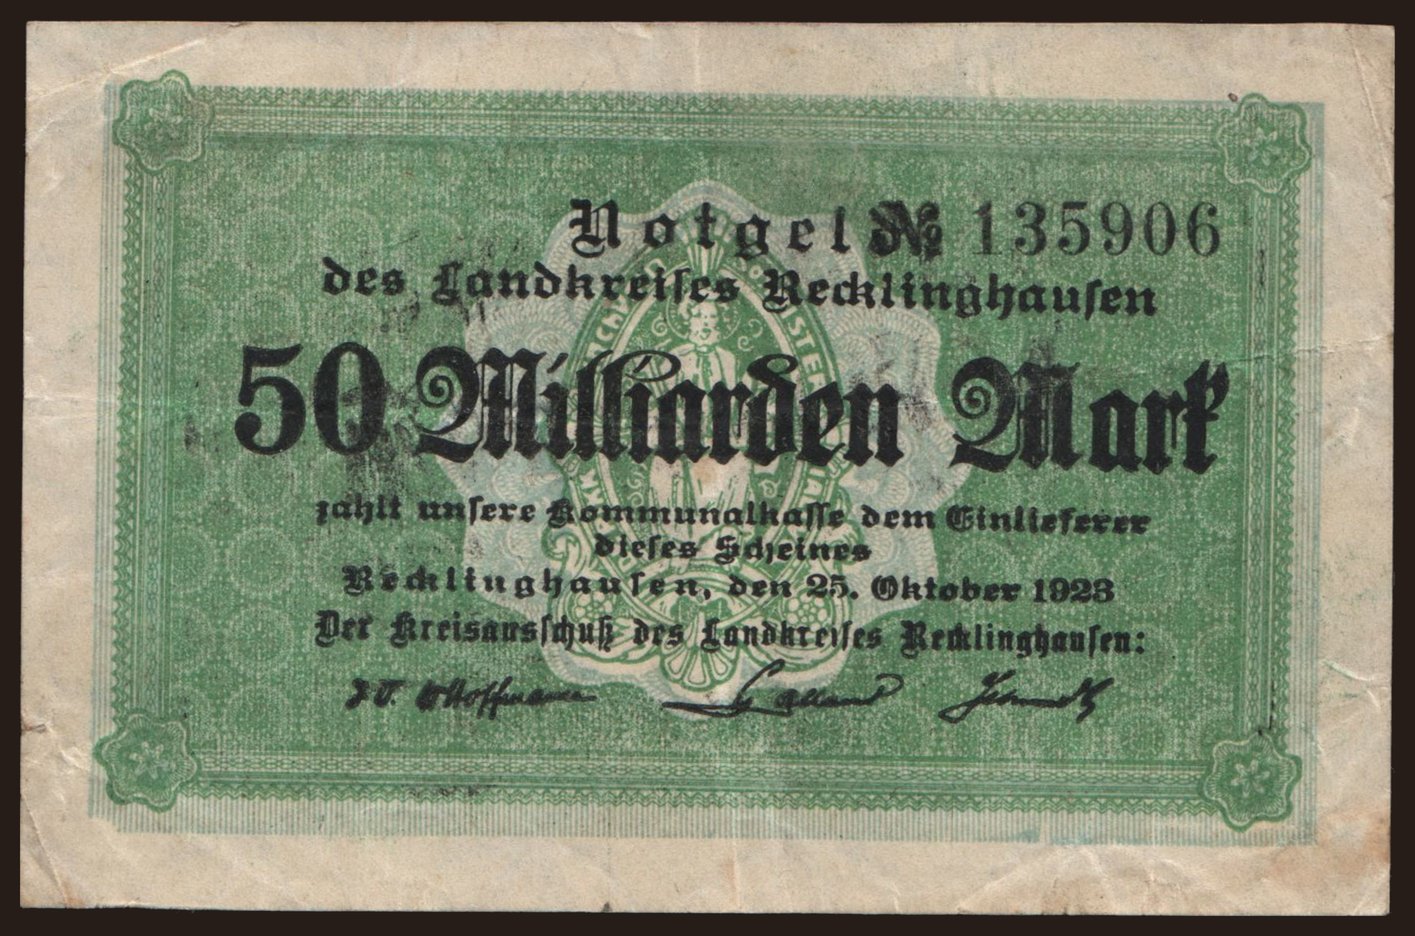 Notgeld № 135906
des Landkreises Recklinghausen
50 Milliarden Mark
zahlt unsere Kommunalkasse dem Einlieferer
dieses Scheines
Recklinghausen, den 25. Oktober 1923
Der Kreisausschuß des Landkreises Recklinghausen:
Schmidt